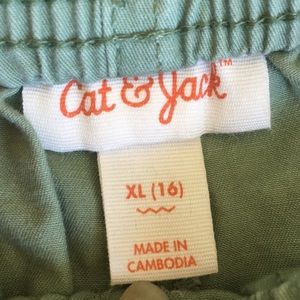 Cat & Jack™
XL (16)
MADE IN
CAMBODIA